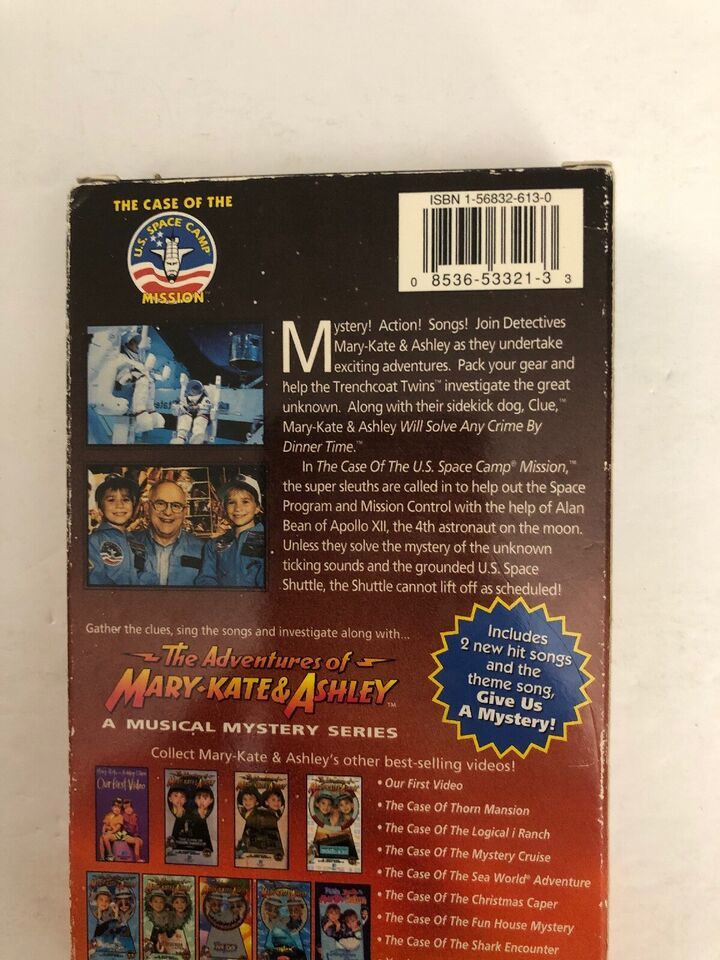 THE CASE OF THE
U.S. SPACE CAMP
MISSION™
ISBN 1-56832-613-0
0 8536-53321-3 3
Mystery! Action! Songs! Join Detectives
Mary-Kate & Ashley as they undertake
exciting adventures. Pack your gear and
help the Trenchcoat Twins™ investigate the great
unknown. Along with their sidekick dog, Clue,™
Mary-Kate & Ashley Will Solve Any Crime By
Dinner Time.™
In The Case Of The U.S. Space Camp® Mission,™
the super sleuths are called in to help out the Space
Program and Mission Control with the help of Alan
Bean of Apollo XII, the 4th astronaut on the moon.
Unless they solve the mystery of the unknown
ticking sounds and the grounded U.S. Space
Shuttle, the Shuttle cannot lift off as scheduled!
Gather the clues, sing the songs and investigate along with...
The Adventures of
MARY-KATE & ASHLEY™
A MUSICAL MYSTERY SERIES
Includes
2 new hit songs
and the
theme song,
Give Us
A Mystery!
Collect Mary-Kate & Ashley's other best-selling videos!
Our First Video
• Our First Video
• The Case Of Thorn Mansion
• The Case Of The Logical i Ranch
• The Case Of The Mystery Cruise
• The Case Of The Sea World® Adventure
• The Case Of The Christmas Caper
• The Case Of The Fun House Mystery
• The Case Of The Shark Encounter